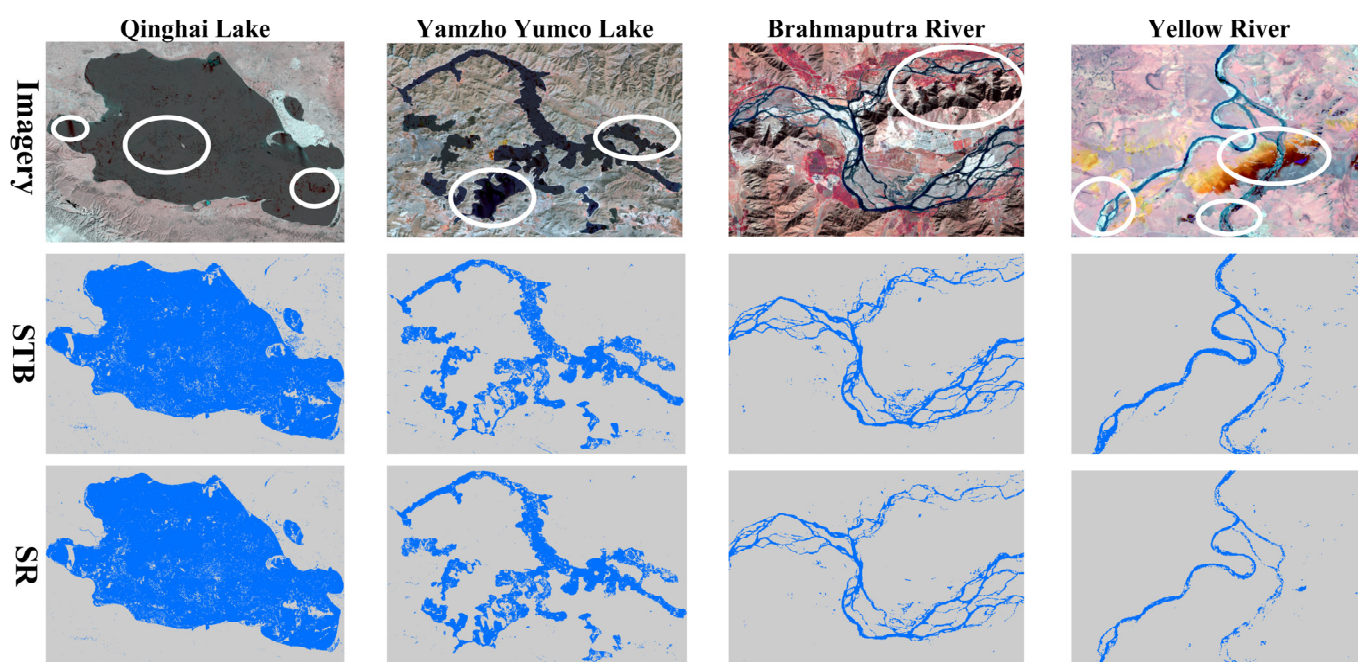 Qinghai Lake
Yamzho Yumco Lake
Brahmaputra River
Yellow River
Imagery
STB
SR